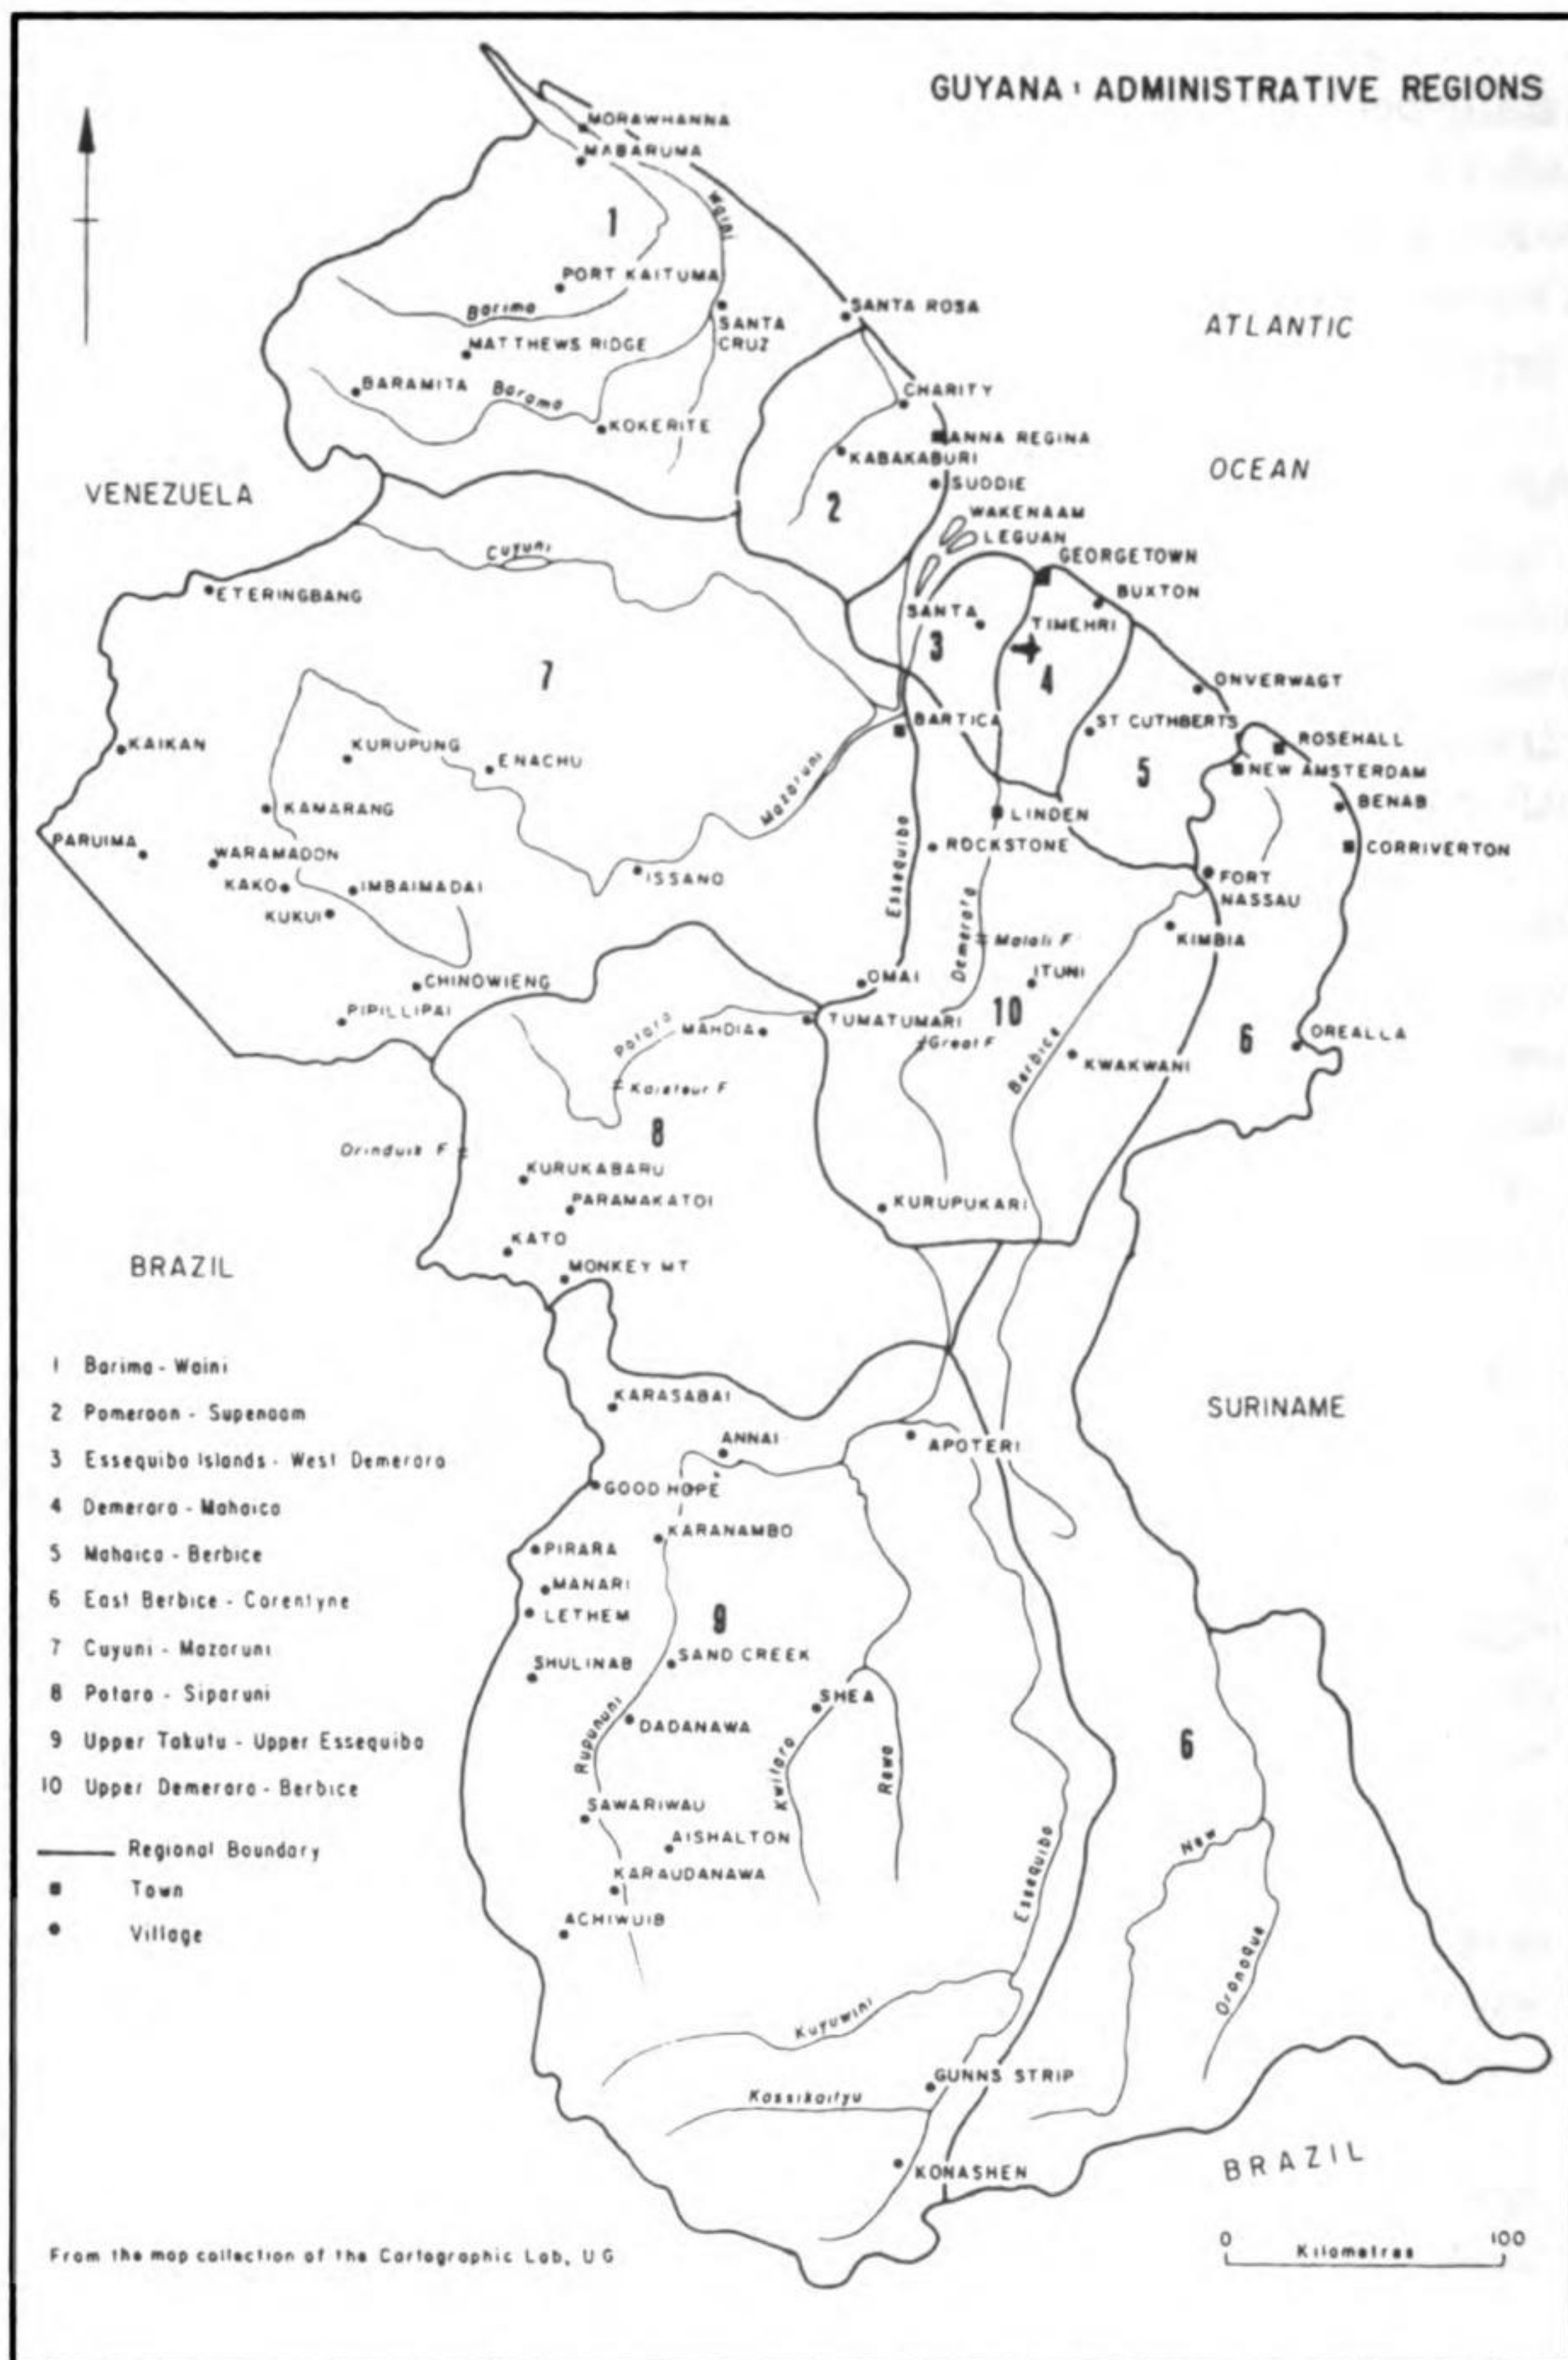 GUYANA : ADMINISTRATIVE REGIONS
MORAWHANNA
MABARUMA
Waini
1
PORT KAITUMA
Barima
SANTA ROSA
SANTA
CRUZ
ATLANTIC
MATTHEWS RIDGE
BARAMITA
Barama
CHARITY
KOKERITE
ANNA REGINA
KABAKABURI
OCEAN
SUDDIE
VENEZUELA
2
WAKENAAM
LEGUAN
Cuyuni
GEORGETOWN
ETERINGBANG
BUXTON
SANTA
TIMEHRI
3
7
4
ONVERWAGT
BARTICA
ST CUTHBERTS
KAIKAN
KURUPUNG
ROSEHALL
ENACHU
5
NEW AMSTERDAM
Mazaruni
KAMARANG
BENAB
LINDEN
PARUIMA
WARAMADON
Essequibo
ROCKSTONE
CORRIVERTON
KAKO
IMBAIMADAI
ISSANO
FORT
NASSAU
KUKUI
Demerara
Malali F
KIMBIA
CHINOWIENG
OMAI
ITUNI
PIPILLIPAI
Potaro
MAHDIA
TUMATUMARI
10
Great F
6
OREALLA
Berbice
KWAKWANI
Kaieteur F
8
Orinduik F
KURUKABARU
PARAMAKATOI
KURUPUKARI
KATO
BRAZIL
MONKEY MT
1 Barima - Waini
KARASABAI
SURINAME
2 Pomeroon - Supenaam
ANNAI
APOTERI
3 Essequibo Islands - West Demerara
GOOD HOPE
4 Demerara - Mahaica
KARANAMBO
5 Mahaica - Berbice
PIRARA
MANARI
6 East Berbice - Corentyne
LETHEM
9
7 Cuyuni - Mazaruni
SHULINAB
SAND CREEK
8 Potaro - Siparuni
SHEA
9 Upper Takutu - Upper Essequibo
Rupununi
DADANAWA
Kwitaro
Rewa
6
10 Upper Demerara - Berbice
SAWARIWAU
AISHALTON
Essequibo
New
Regional Boundary
KARAUDANAWA
Town
ACHIWUIB
Village
Oronoque
Kuyuwini
GUNNS STRIP
Kassikaityu
KONASHEN
BRAZIL
0 100
Kilometres
From the map collection of the Cartographic Lab, U G